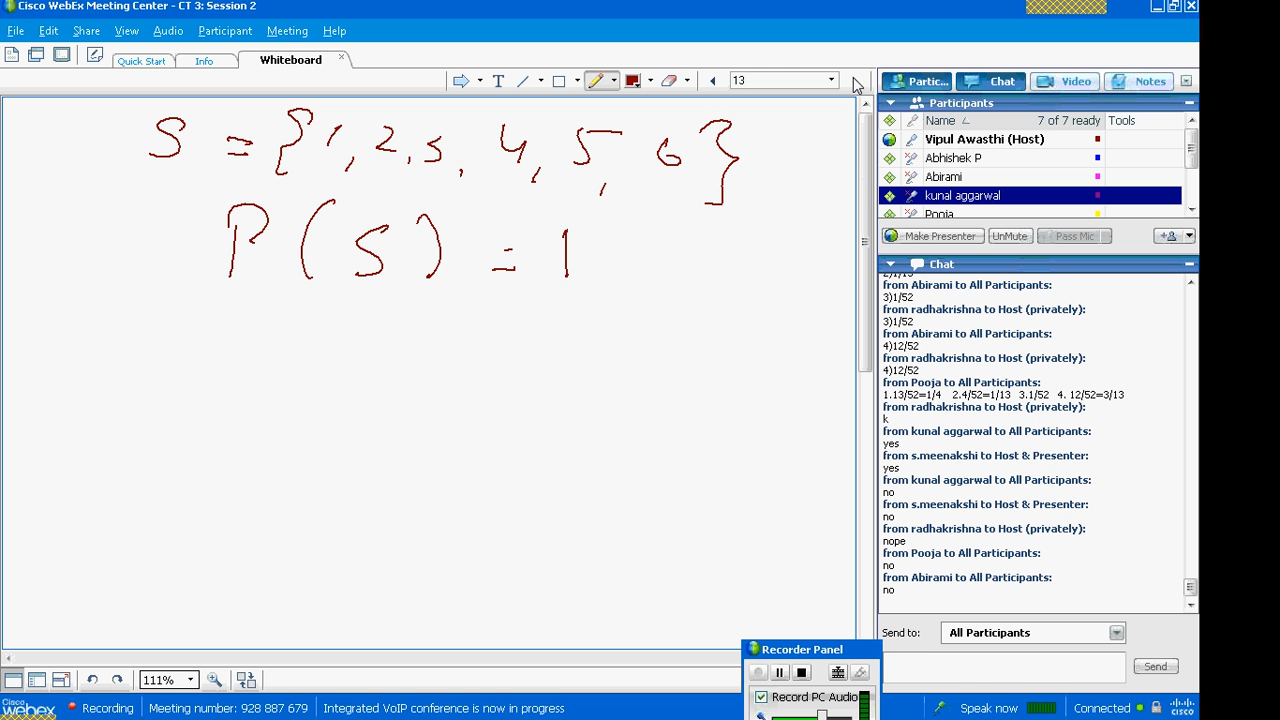 Cisco WebEx Meeting Center - CT 3: Session 2
File Edit Share View Audio Participant Meeting Help
Quick Start Info Whiteboard
T 13
S = {1, 2, 5, 4, 5, 6}
P(S) = 1
Partic... Chat Video Notes
Participants
Name 7 of 7 ready Tools
Vipul Awasthi (Host)
Abhishek P
Abirami
kunal aggarwal
Pooja
Make Presenter UnMute Pass Mic
Chat
2)1/13
from Abirami to All Participants:
3)1/52
from radhakrishna to Host (privately):
3)1/52
from Abirami to All Participants:
4)12/52
from radhakrishna to Host (privately):
4)12/52
from Pooja to All Participants:
1.13/52=1/4 2.4/52=1/13 3.1/52 4. 12/52=3/13
from radhakrishna to Host (privately):
k
from kunal aggarwal to All Participants:
yes
from s.meenakshi to Host & Presenter:
yes
from kunal aggarwal to All Participants:
no
from s.meenakshi to Host & Presenter:
no
from radhakrishna to Host (privately):
nope
from Pooja to All Participants:
no
from Abirami to All Participants:
no
Send to: All Participants
Send
Recorder Panel
Record PC Audio
111%
Recording Meeting number: 928 887 679 Integrated VoIP conference is now in progress Speak now Connected cisco